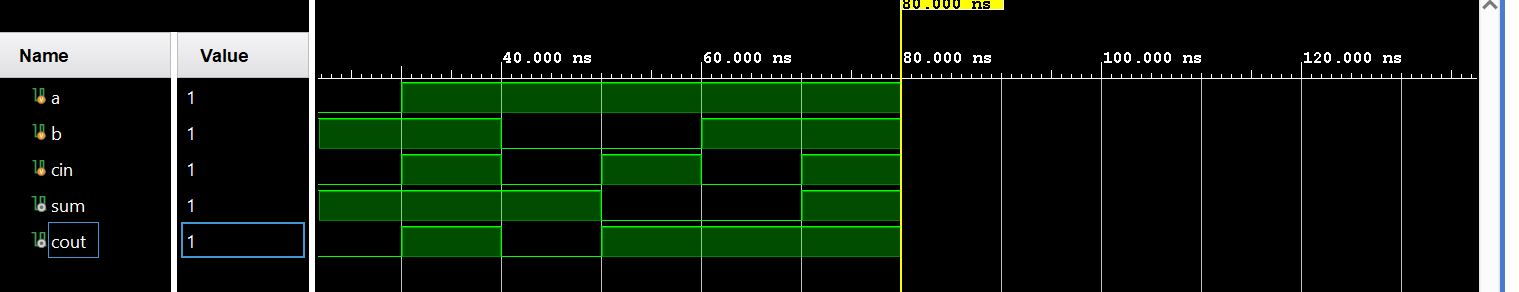 80.000 ns
Name Value
40.000 ns 60.000 ns 80.000 ns 100.000 ns 120.000 ns
a 1
b 1
cin 1
sum 1
cout 1